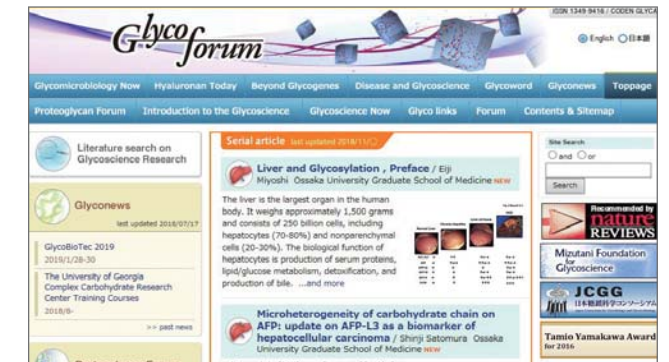 ISSN 1349 9416 / CODEN GLYCA
Glycoforum
English 日本語
Glycomicrobiology Now Hyaluronan Today Beyond Glycogenes Disease and Glycoscience Glycoword Glyconews Toppage
Proteoglycan Forum Introduction to the Glycoscience Glycoscience Now Glyco links Forum Contents & Sitemap
Literature search on
Glycoscience Research
Glyconews
last updated 2018/07/17
GlycoBioTec 2019
2019/1/28-30
The University of Georgia
Complex Carbohydrate Research
Center Training Courses
2018/8-
>> past news
Serial article last updated 2018/11/
Liver and Glycosylation , Preface / Eiji
Miyoshi Ossaka University Graduate School of Medicine NEW
The liver is the largest organ in the human
body. It weighs approximately 1,500 grams
and consists of 250 billion cells, including
hepatocytes (70-80%) and nonparenchymal
cells (20-30%). The biological function of
hepatocytes is production of serum proteins,
lipid/glucose metabolism, detoxification, and
production of bile. ...and more
Microheterogeneity of carbohydrate chain on
AFP: update on AFP-L3 as a biomarker of
hepatocellular carcinoma / Shinji Satomura Ossaka
University Graduate School of Medicine NEW
Site Search
and Or
Search
Recommended by
nature
REVIEWS
Mizutani Foundation
for
Glycoscience
JCGG
日本糖鎖科学コンソーシアム
Tamio Yamakawa Award
for 2016